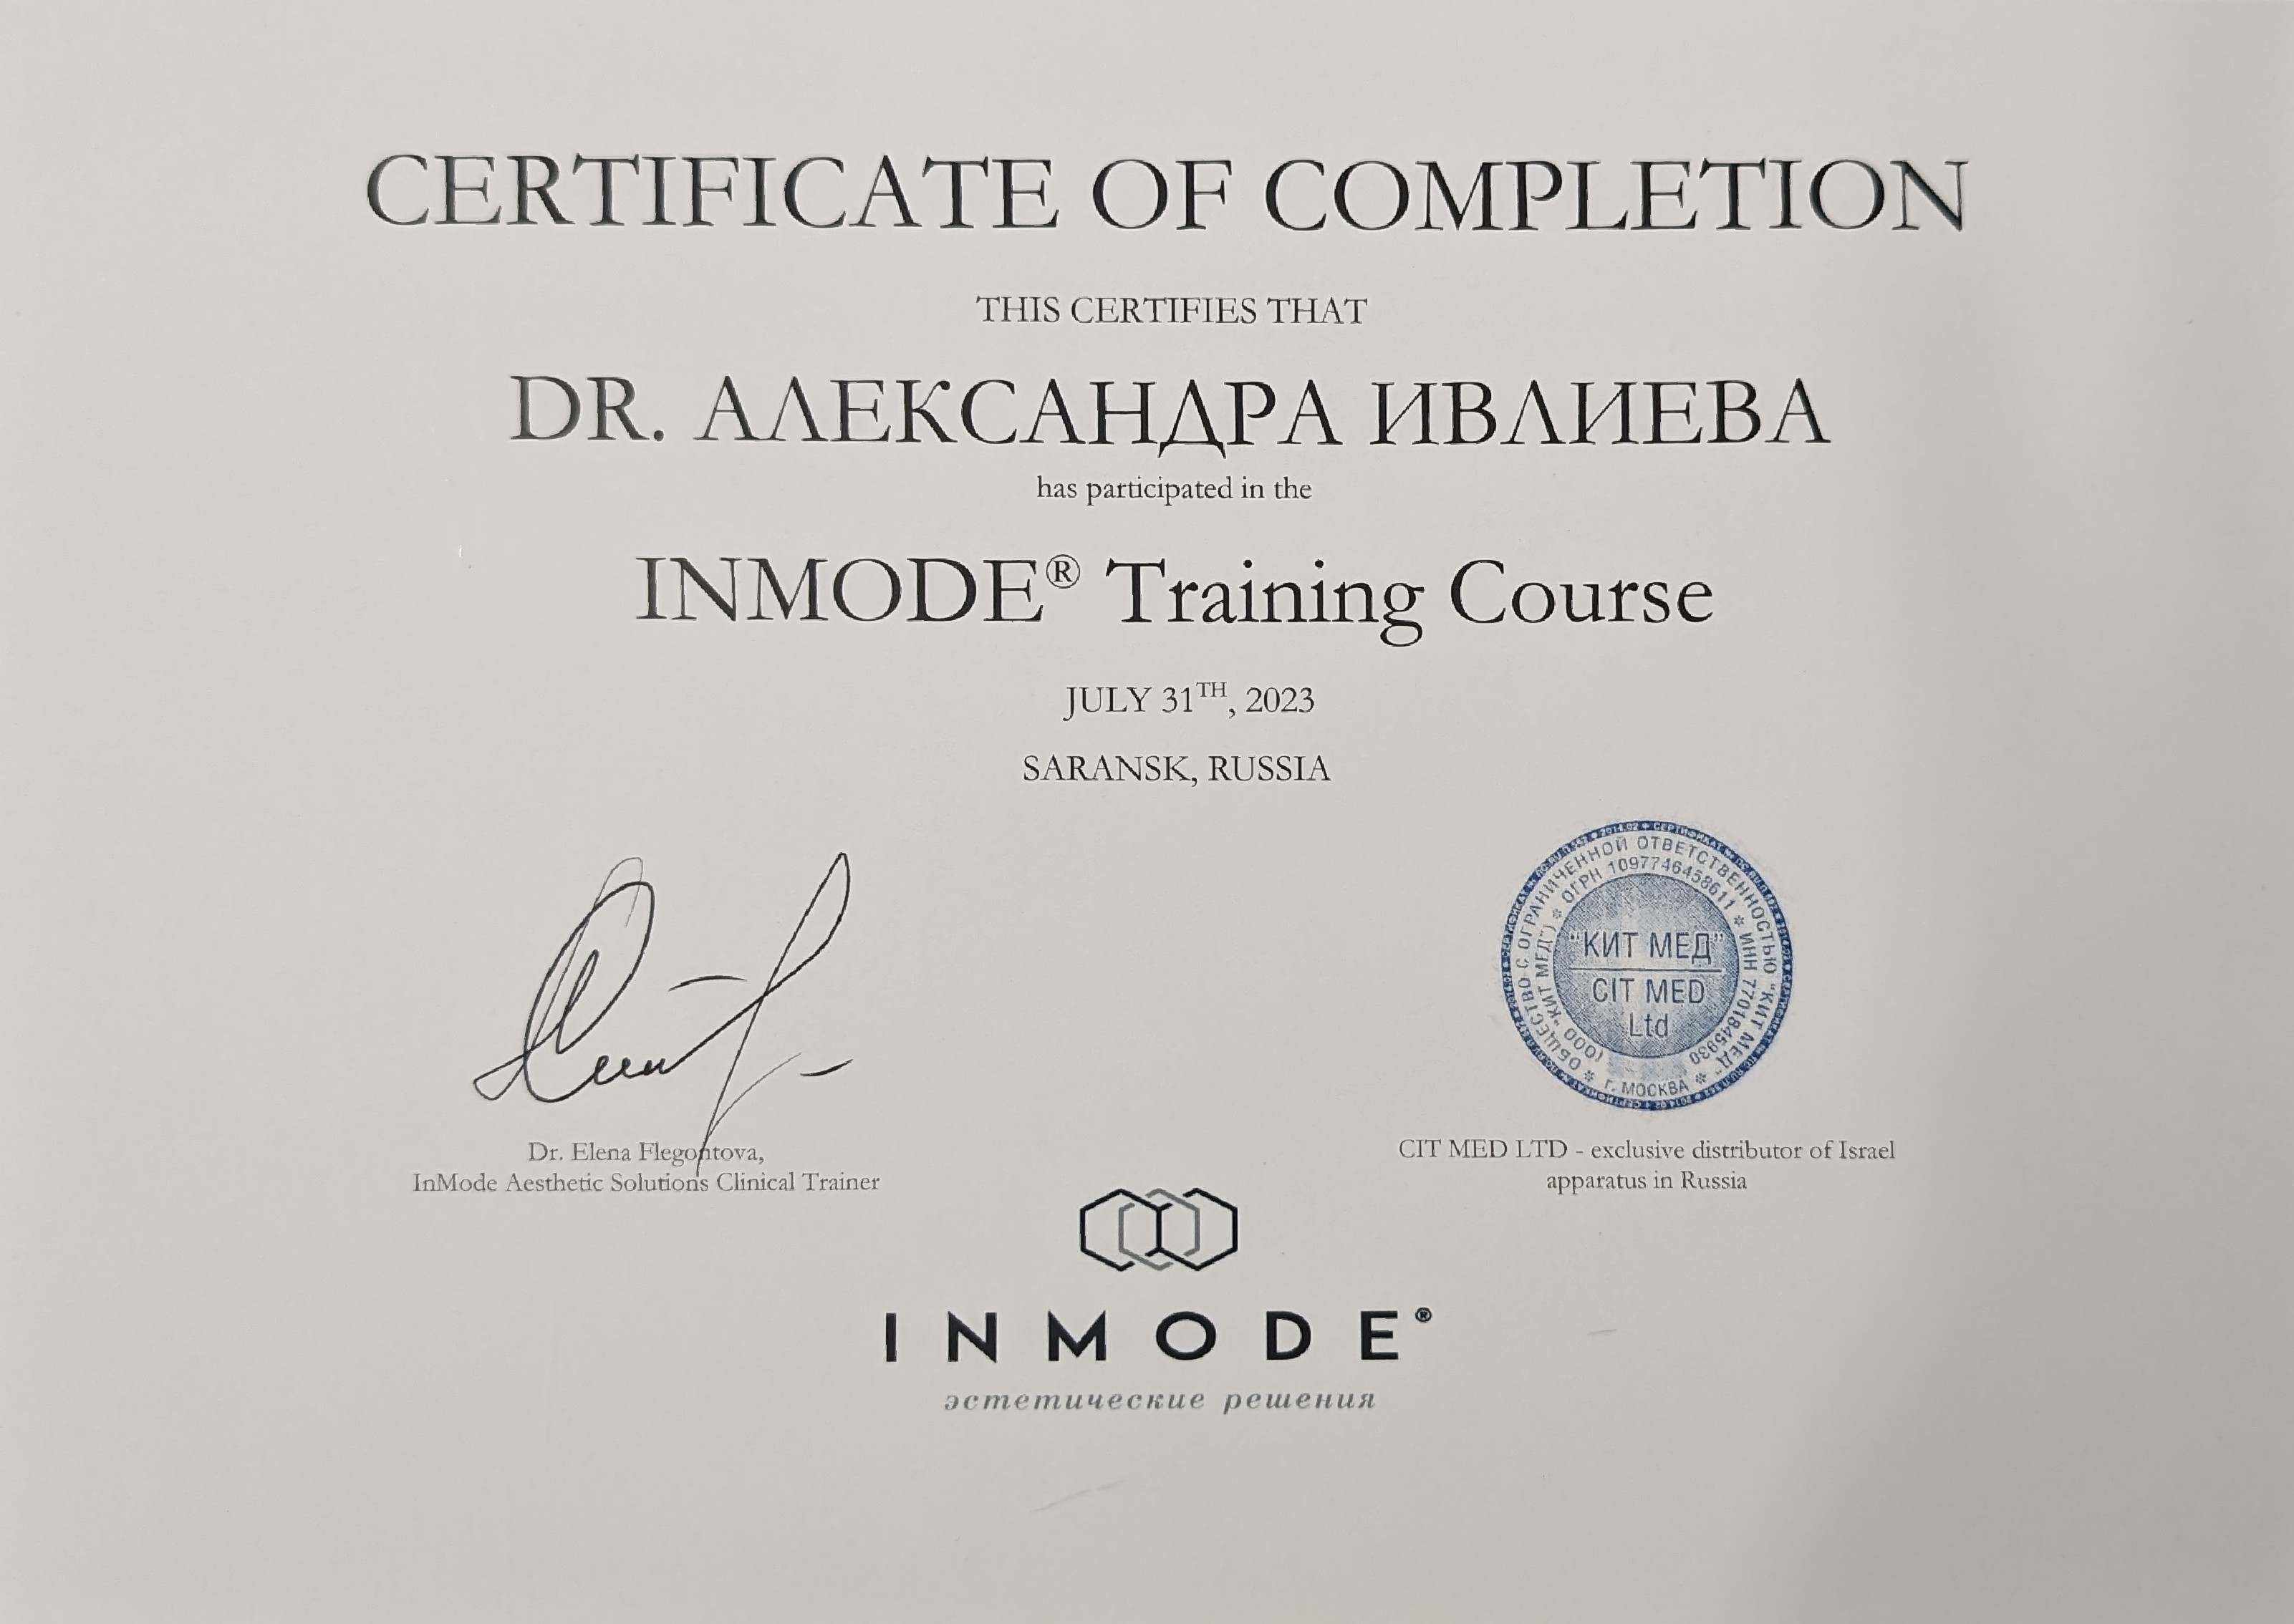 CERTIFICATE OF COMPLETION
THIS CERTIFIES THAT
DR. АЛЕКСАНДРА ИВЛИЕВА
has participated in the
INMODE® Training Course
JULY 31TH, 2023
SARANSK, RUSSIA
ОБЩЕСТВО С ОГРАНИЧЕННОЙ ОТВЕТСТВЕННОСТЬЮ "КИТ МЕД"
(ООО "КИТ МЕД") * ОГРН 1097746458611 * ИНН 7701845930
* Г. МОСКВА *
"КИТ МЕД"
CIT MED
Ltd
Dr. Elena Flegontova,
InMode Aesthetic Solutions Clinical Trainer
CIT MED LTD - exclusive distributor of Israel
apparatus in Russia
INMODE®
эстетические решения